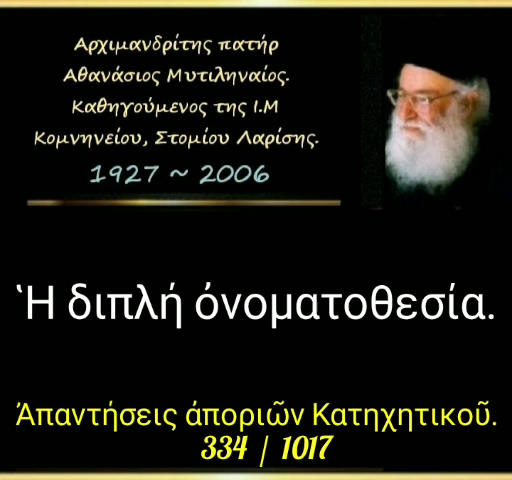 Αρχιμανδρίτης πατήρ
Αθανάσιος Μυτιληναίος.
Καθηγούμενος της Ι.Μ
Κομνηνείου, Στομίου Λαρίσης.
1927 ~ 2006
Ἡ διπλή ὀνοματοθεσία.
Ἀπαντήσεις ἀποριῶν Κατηχητικοῦ.
334 / 1017